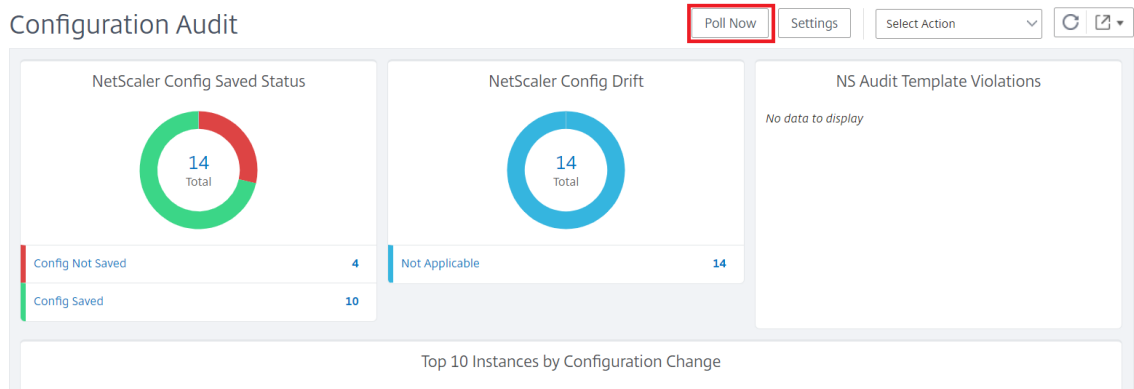 Configuration Audit
Poll Now
Settings
Select Action
NetScaler Config Saved Status
14
Total
Config Not Saved 4
Config Saved 10
NetScaler Config Drift
14
Total
Not Applicable 14
NS Audit Template Violations
No data to display
Top 10 Instances by Configuration Change